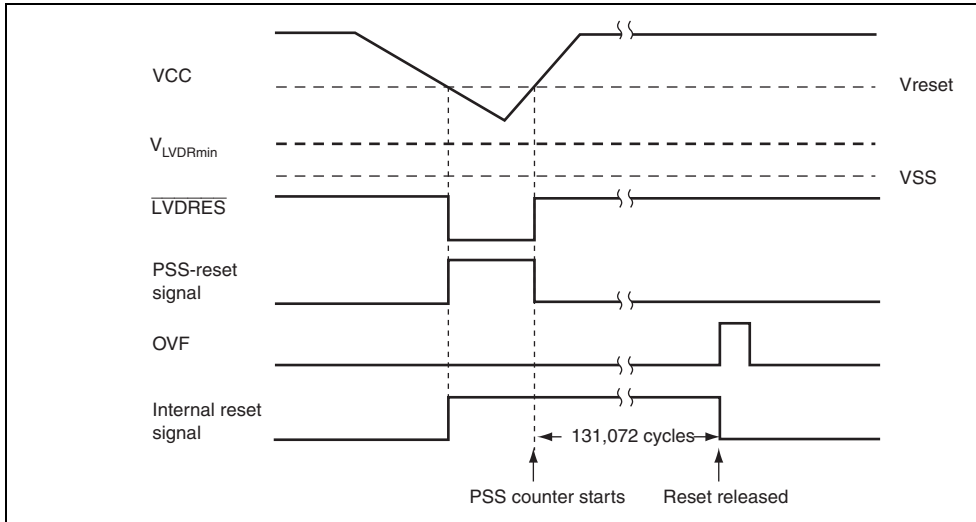 VCC
Vreset
VLVDRmin
VSS
LVDRES
PSS-reset
signal
OVF
Internal reset
signal
131,072 cycles
PSS counter starts
Reset released